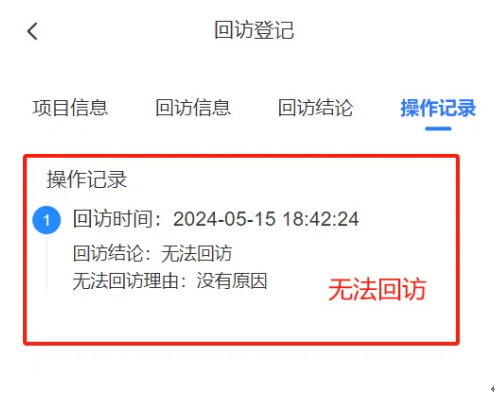 回访登记
项目信息 回访信息 回访结论 操作记录
操作记录
1 回访时间：2024-05-15 18:42:24
回访结论：无法回访
无法回访理由：没有原因
无法回访